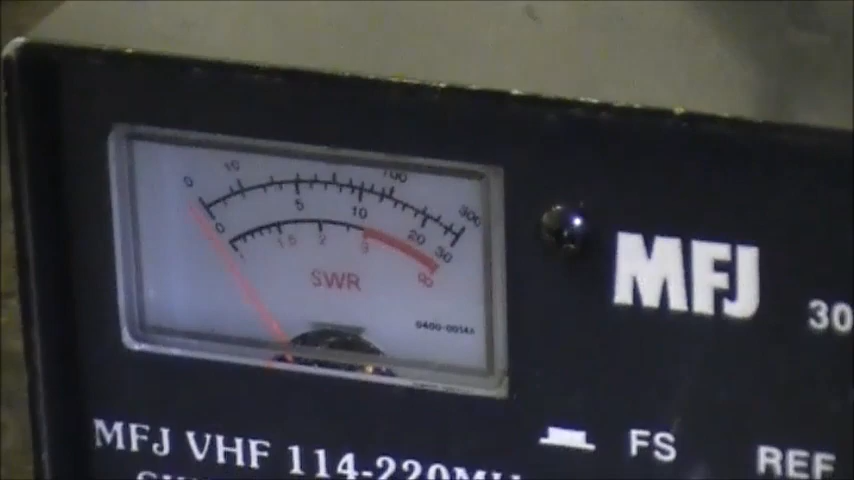 0 10 100 300
0 5 10 20 30
1 1.5 2 3 ∞
SWR
0400-0014A
MFJ
30
FS
REF
MFJ VHF 114-220MH